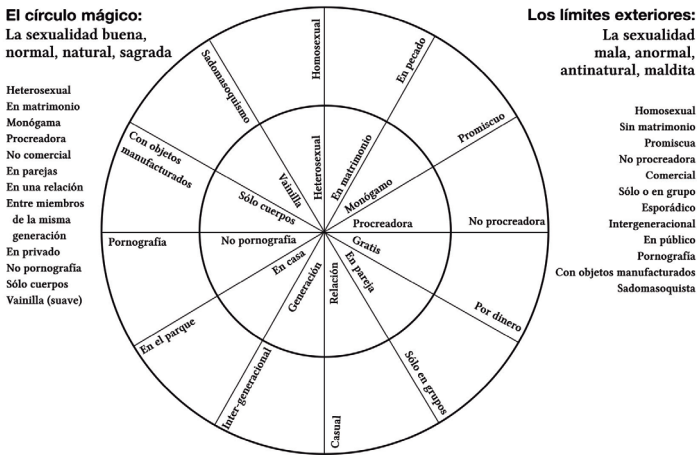 El círculo mágico:
La sexualidad buena,
normal, natural, sagrada
Heterosexual
En matrimonio
Monógama
Procreadora
No comercial
En parejas
En una relación
Entre miembros
de la misma
generación
En privado
No pornografía
Sólo cuerpos
Vainilla (suave)
Homosexual
En pecado
Promiscuo
No procreadora
Por dinero
Sólo en grupos
Casual
Inter-generacional
En el parque
Pornografía
Con objetos
manufacturados
Sadomasoquismo
Heterosexual
En matrimonio
Monógamo
Procreadora
Gratis
En pareja
Relación
Generación
En casa
No pornografía
Sólo cuerpos
Vainilla
Los límites exteriores:
La sexualidad
mala, anormal,
antinatural, maldita
Homosexual
Sin matrimonio
Promiscua
No procreadora
Comercial
Sólo o en grupo
Esporádico
Intergeneracional
En público
Pornografía
Con objetos manufacturados
Sadomasoquista